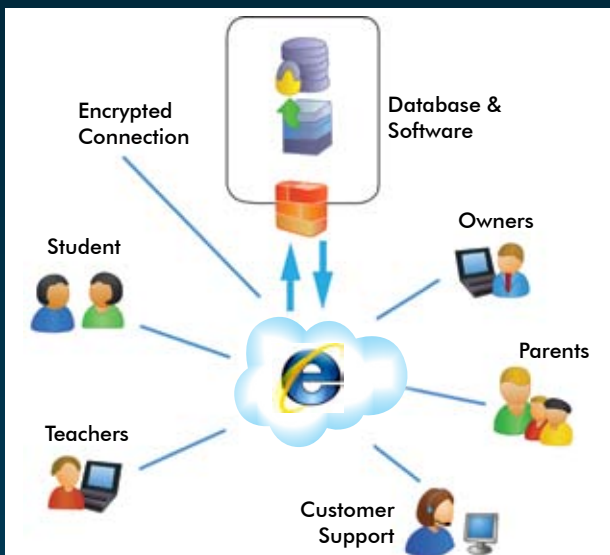 Encrypted
Connection
Database &
Software
Owners
Student
Parents
Teachers
Customer
Support